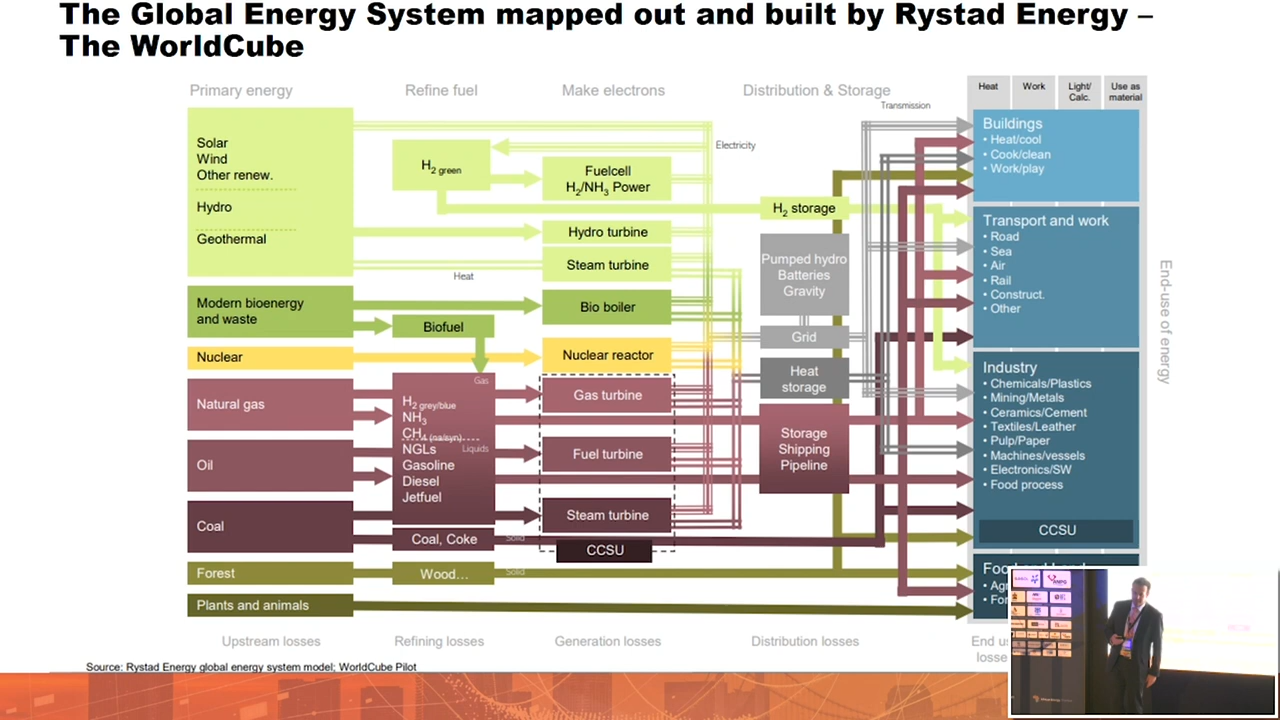 The Global Energy System mapped out and built by Rystad Energy –
The WorldCube
Primary energy
Refine fuel
Make electrons
Distribution & Storage
Transmission
Heat
Work
Light/
Calc.
Use as
material
Solar
Wind
Other renew.
Hydro
Geothermal
Modern bioenergy
and waste
Nuclear
Natural gas
Oil
Coal
Forest
Plants and animals
H2 green
Heat
Biofuel
Gas
H2 grey/blue
NH3
CH4 (na/syn)
NGLs
Liquids
Gasoline
Diesel
Jetfuel
Coal, Coke
Solid
Wood...
Solid
Electricity
Fuelcell
H2/NH3 Power
Hydro turbine
Steam turbine
Bio boiler
Nuclear reactor
Gas turbine
Fuel turbine
Steam turbine
CCSU
H2 storage
Pumped hydro
Batteries
Gravity
Grid
Heat
storage
Storage
Shipping
Pipeline
Buildings
• Heat/cool
• Cook/clean
• Work/play
Transport and work
• Road
• Sea
• Air
• Rail
• Construct.
• Other
Industry
• Chemicals/Plastics
• Mining/Metals
• Ceramics/Cement
• Textiles/Leather
• Pulp/Paper
• Machines/vessels
• Electronics/SW
• Food process
CCSU
End-use of energy
Upstream losses
Refining losses
Generation losses
Distribution losses
Source: Rystad Energy global energy system model; WorldCube Pilot